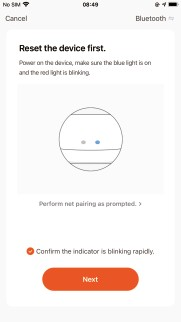 No SIM 08:49
Cancel Bluetooth
Reset the device first.
Power on the device, make sure the blue light is on
and the red light is blinking.
Perform net pairing as prompted. >
Confirm the indicator is blinking rapidly.
Next